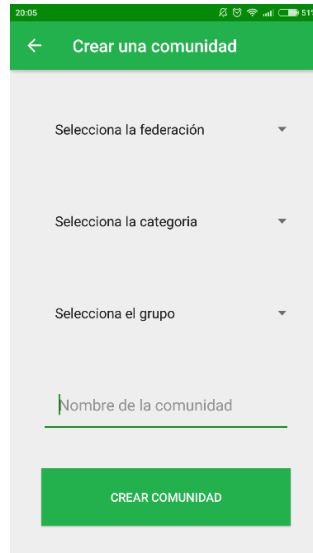 20:05 51%
Crear una comunidad
Selecciona la federación
Selecciona la categoria
Selecciona el grupo
Nombre de la comunidad
CREAR COMUNIDAD